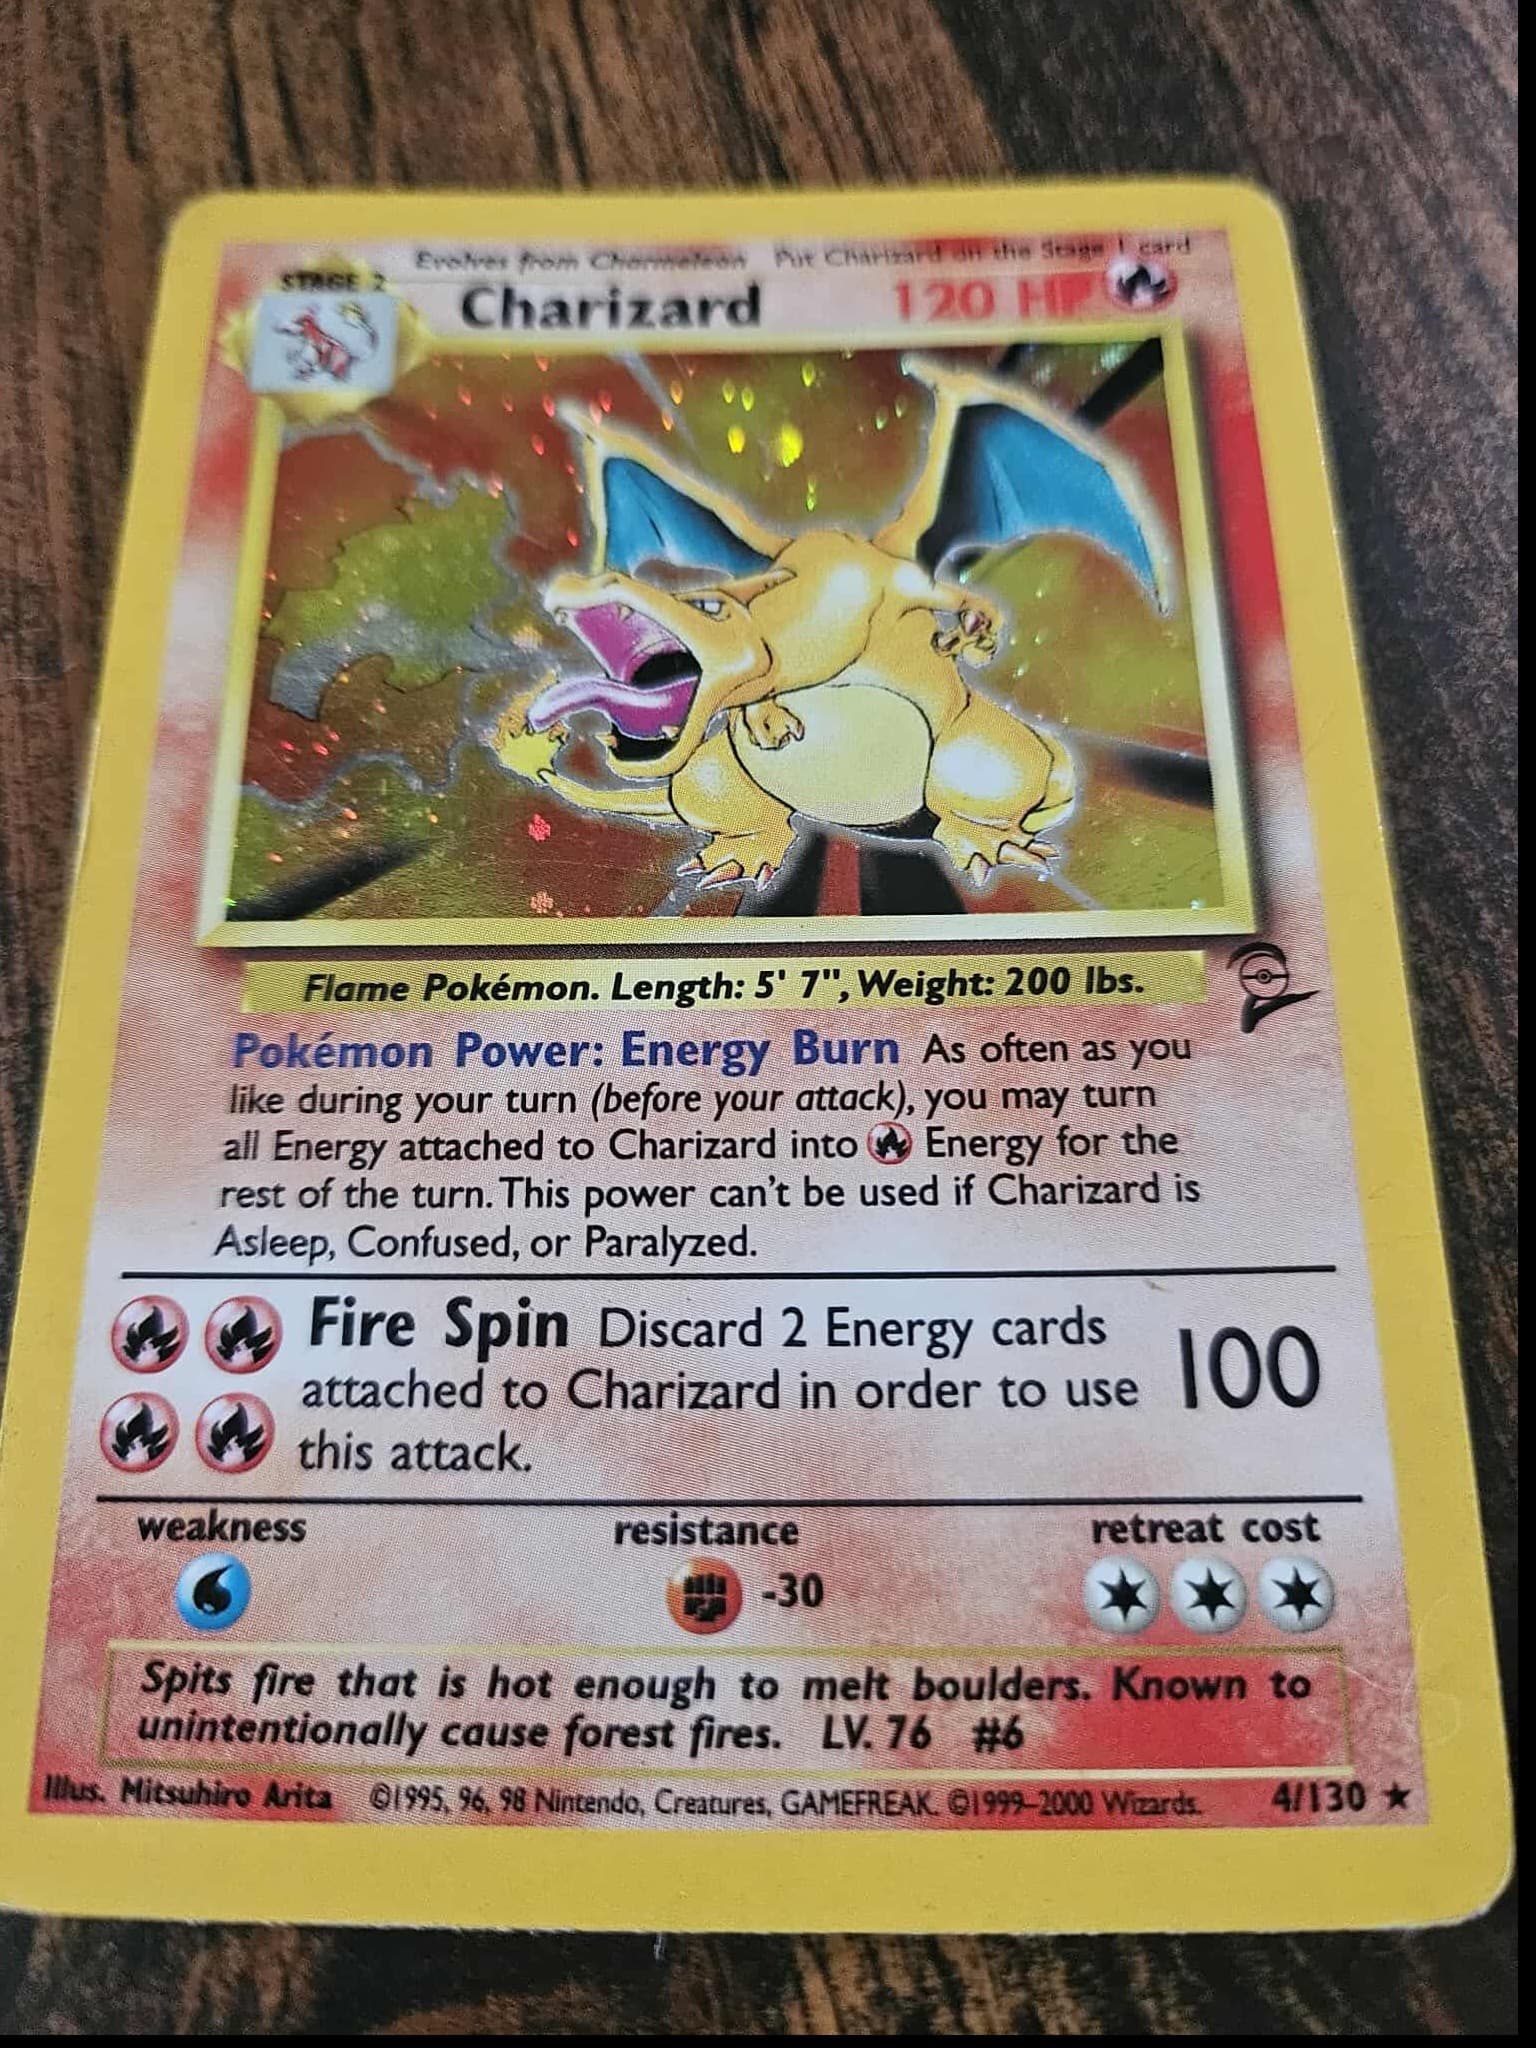 Evolves from Charmeleon Put Charizard on the Stage 1 card
STAGE 2
Charizard 120 HP
Flame Pokémon. Length: 5' 7", Weight: 200 lbs.
Pokémon Power: Energy Burn As often as you
like during your turn (before your attack), you may turn
all Energy attached to Charizard into Energy for the
rest of the turn. This power can't be used if Charizard is
Asleep, Confused, or Paralyzed.
Fire Spin Discard 2 Energy cards
attached to Charizard in order to use 100
this attack.
weakness resistance retreat cost
-30
Spits fire that is hot enough to melt boulders. Known to
unintentionally cause forest fires. LV. 76 #6
Illus. Mitsuhiro Arita ©1995, 96, 98 Nintendo, Creatures, GAMEFREAK. ©1999-2000 Wizards. 4/130 ★